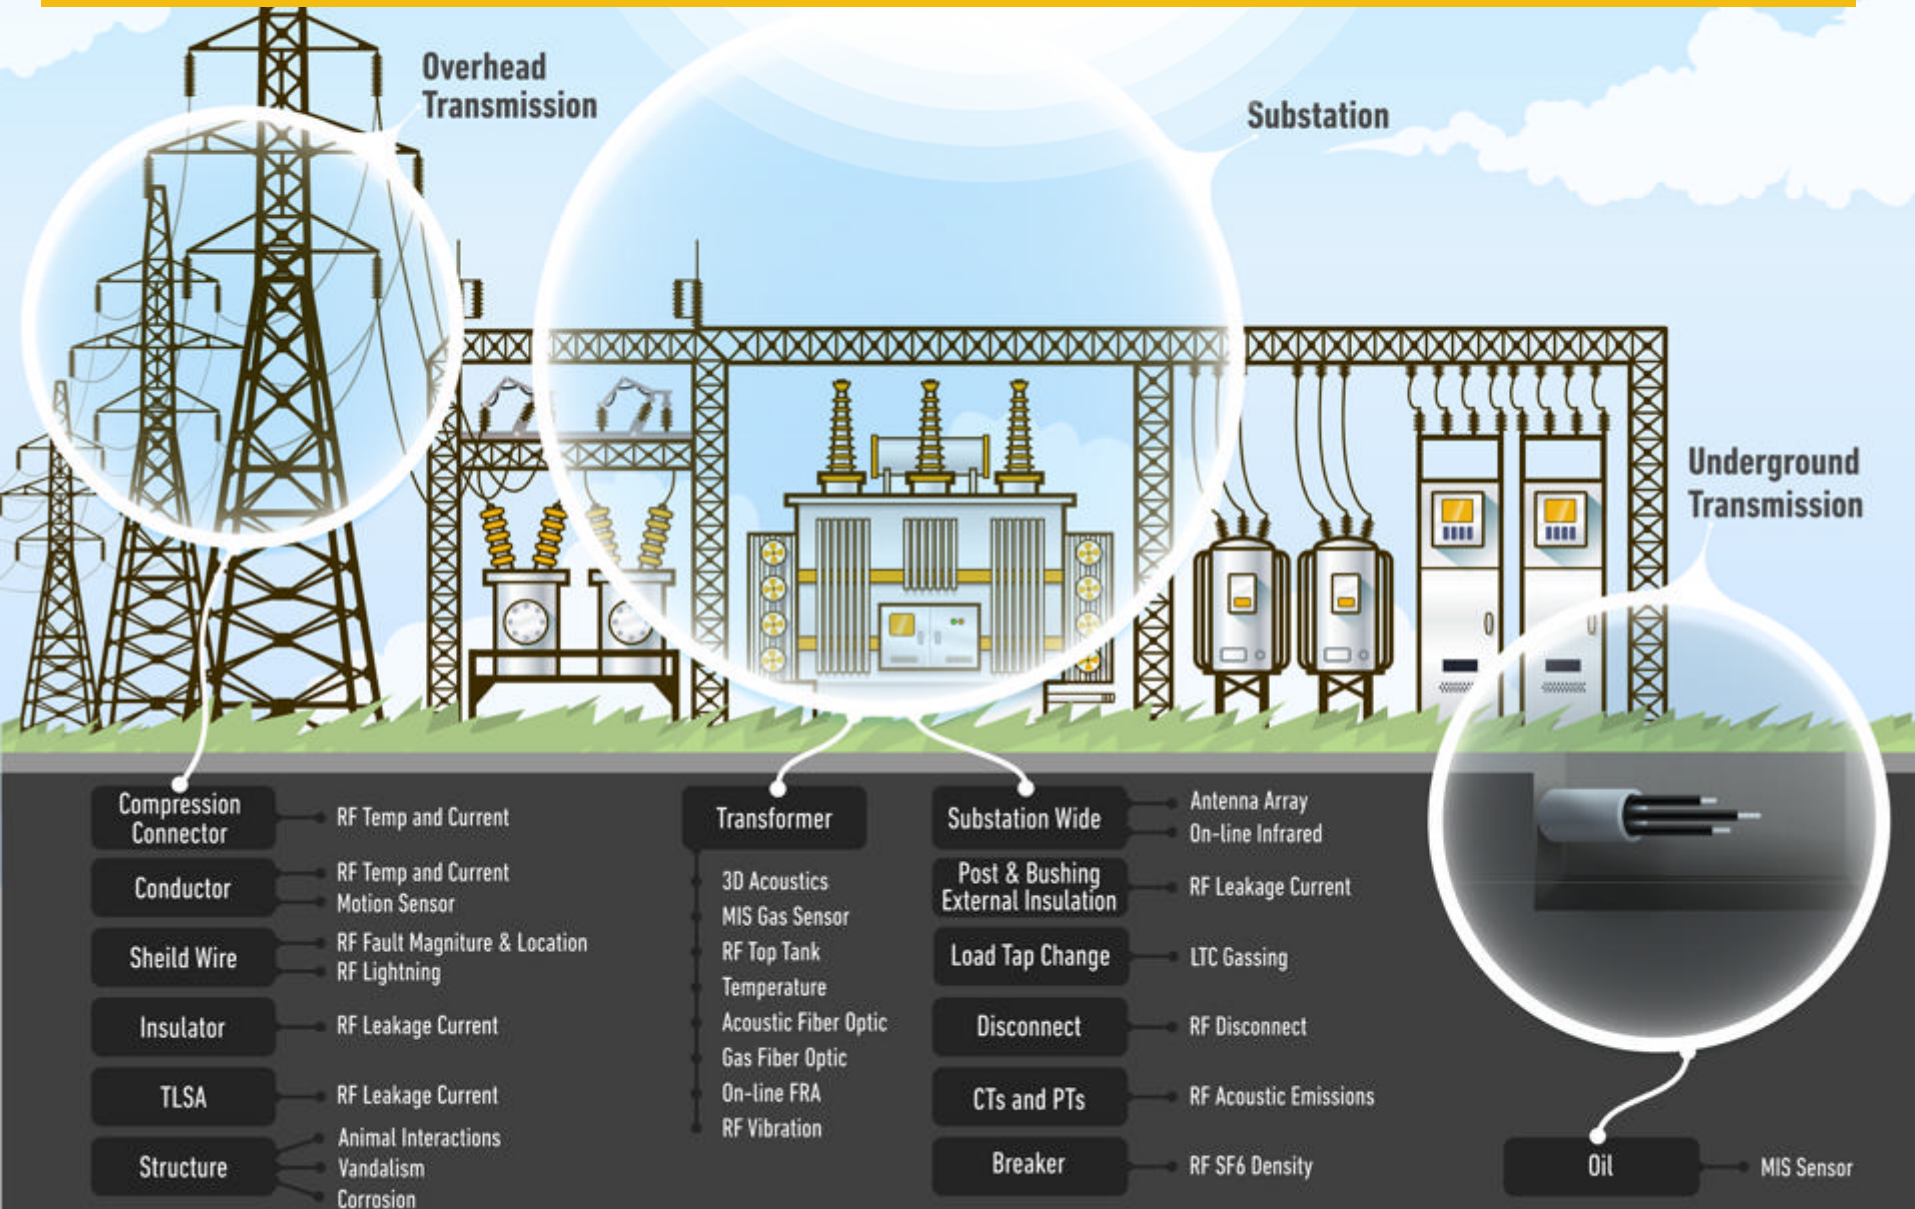 Overhead
Transmission
Substation
Underground
Transmission
Compression
Connector
RF Temp and Current
Conductor
RF Temp and Current
Motion Sensor
Sheild Wire
RF Fault Magniture & Location
RF Lightning
Insulator
RF Leakage Current
TLSA
RF Leakage Current
Structure
Animal Interactions
Vandalism
Corrosion
Transformer
3D Acoustics
MIS Gas Sensor
RF Top Tank
Temperature
Acoustic Fiber Optic
Gas Fiber Optic
On-line FRA
RF Vibration
Substation Wide
Antenna Array
On-line Infrared
Post & Bushing
External Insulation
RF Leakage Current
Load Tap Change
LTC Gassing
Disconnect
RF Disconnect
CTs and PTs
RF Acoustic Emissions
Breaker
RF SF6 Density
Oil
MIS Sensor